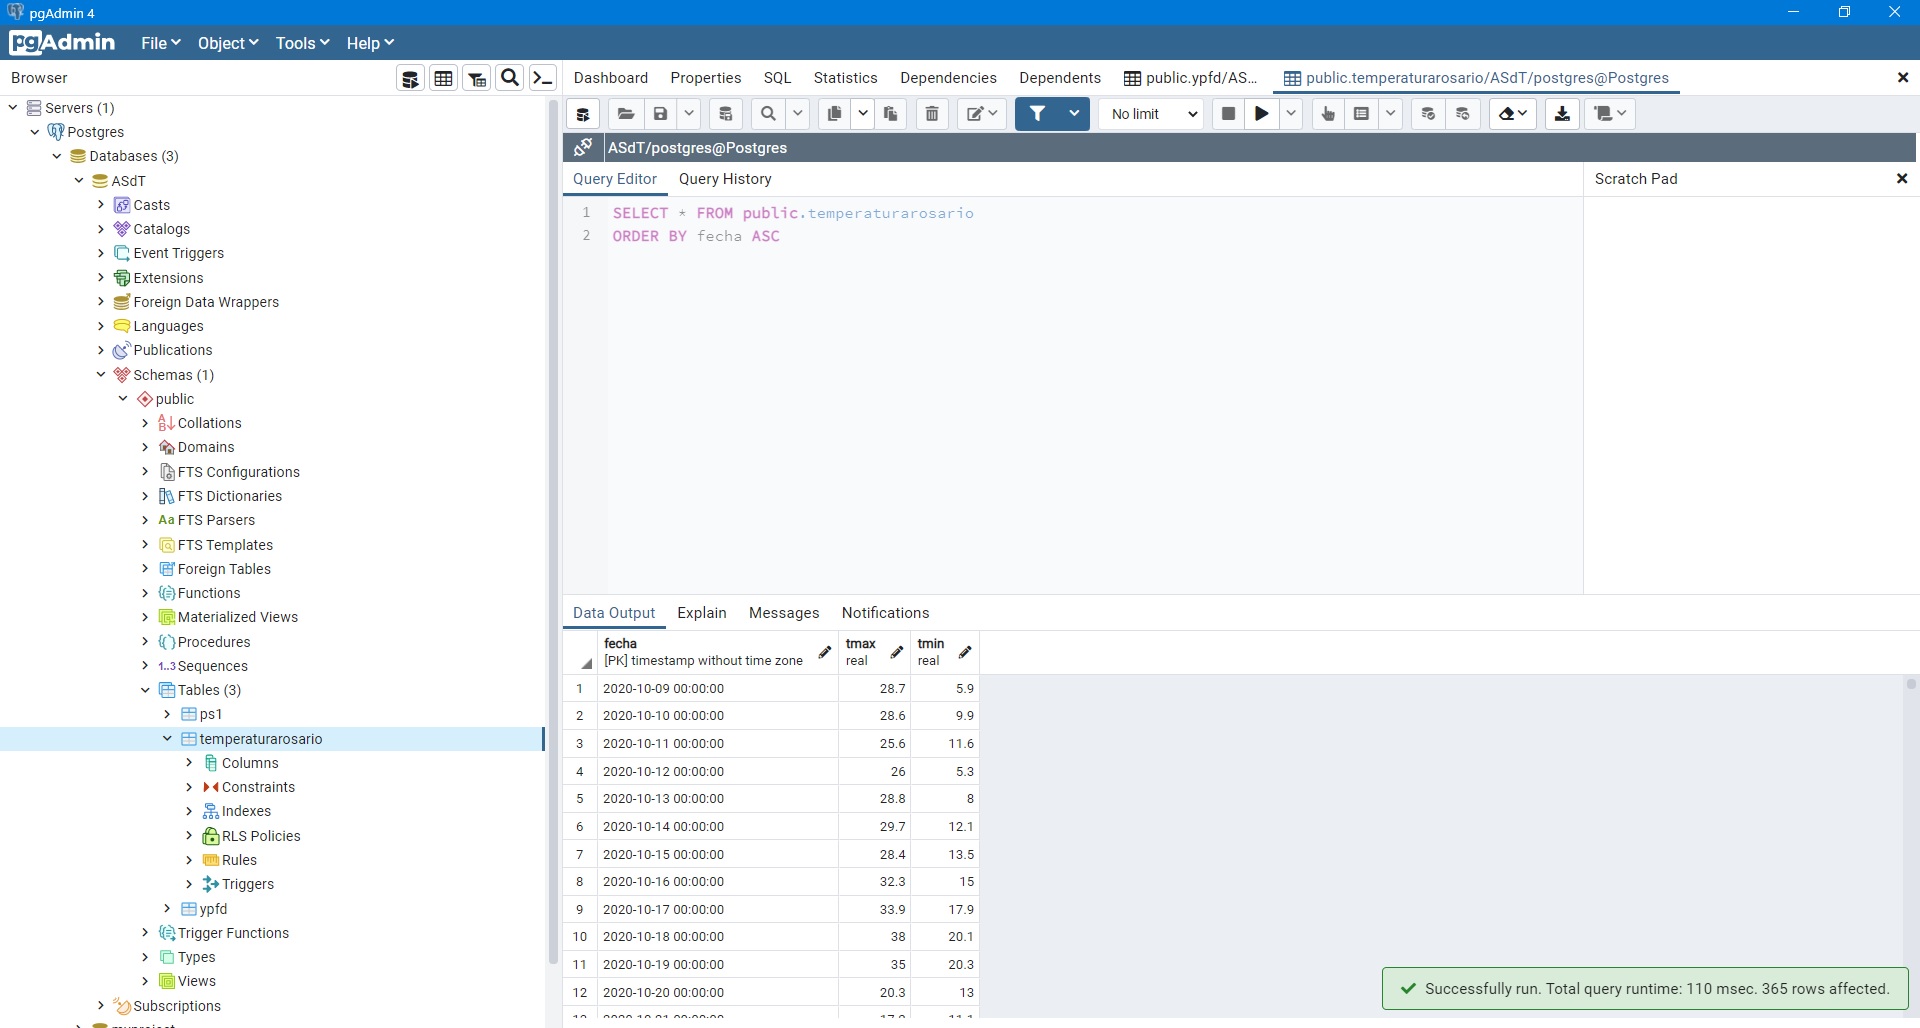 pgAdmin 4
pgAdmin File Object Tools Help
Browser
Dashboard Properties SQL Statistics Dependencies Dependents public.ypfd/AS... public.temperaturarosario/ASdT/postgres@Postgres
No limit
ASdT/postgres@Postgres
Query Editor Query History
Scratch Pad
1 SELECT * FROM public.temperaturarosario
2 ORDER BY fecha ASC
Servers (1)
Postgres
Databases (3)
ASdT
Casts
Catalogs
Event Triggers
Extensions
Foreign Data Wrappers
Languages
Publications
Schemas (1)
public
Collations
Domains
FTS Configurations
FTS Dictionaries
Aa FTS Parsers
FTS Templates
Foreign Tables
Functions
Materialized Views
Procedures
1..3 Sequences
Tables (3)
ps1
temperaturarosario
Columns
Constraints
Indexes
RLS Policies
Rules
Triggers
ypfd
Trigger Functions
Types
Views
Subscriptions
Data Output Explain Messages Notifications
fecha tmax tmin
[PK] timestamp without time zone real real
1 2020-10-09 00:00:00 28.7 5.9
2 2020-10-10 00:00:00 28.6 9.9
3 2020-10-11 00:00:00 25.6 11.6
4 2020-10-12 00:00:00 26 5.3
5 2020-10-13 00:00:00 28.8 8
6 2020-10-14 00:00:00 29.7 12.1
7 2020-10-15 00:00:00 28.4 13.5
8 2020-10-16 00:00:00 32.3 15
9 2020-10-17 00:00:00 33.9 17.9
10 2020-10-18 00:00:00 38 20.1
11 2020-10-19 00:00:00 35 20.3
12 2020-10-20 00:00:00 20.3 13
Successfully run. Total query runtime: 110 msec. 365 rows affected.